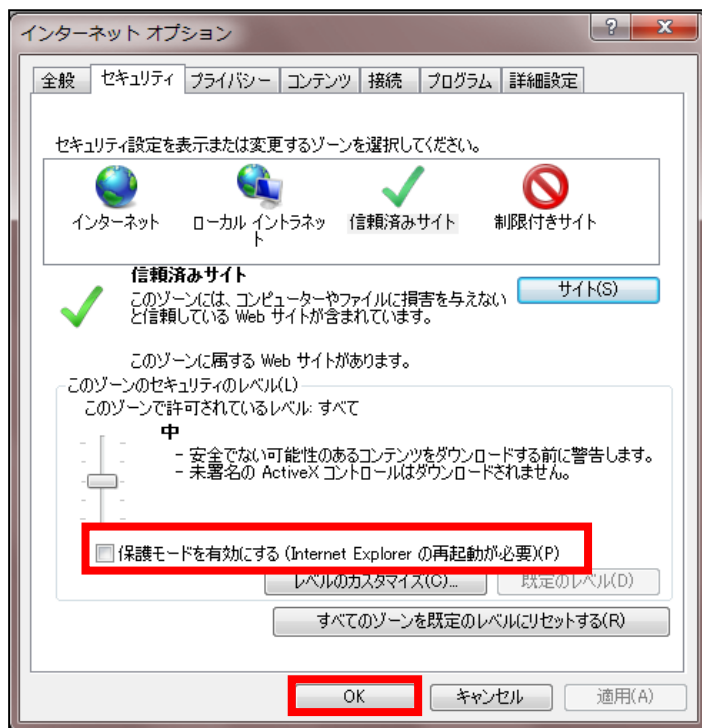 インターネット オプション
全般 セキュリティ プライバシー コンテンツ 接続 プログラム 詳細設定
セキュリティ設定を表示または変更するゾーンを選択してください。
インターネット
ローカル イントラネッ
ト
信頼済みサイト
制限付きサイト
信頼済みサイト
このゾーンには、コンピューターやファイルに損害を与えない
と信頼している Web サイトが含まれています。
サイト(S)
このゾーンに属する Web サイトがあります。
このゾーンのセキュリティのレベル(L)
このゾーンで許可されているレベル: すべて
中
- 安全でない可能性のあるコンテンツをダウンロードする前に警告します。
- 未署名の ActiveX コントロールはダウンロードされません。
保護モードを有効にする (Internet Explorer の再起動が必要)(P)
レベルのカスタマイズ(C)... 既定のレベル(D)
すべてのゾーンを既定のレベルにリセットする(R)
OK キャンセル 適用(A)